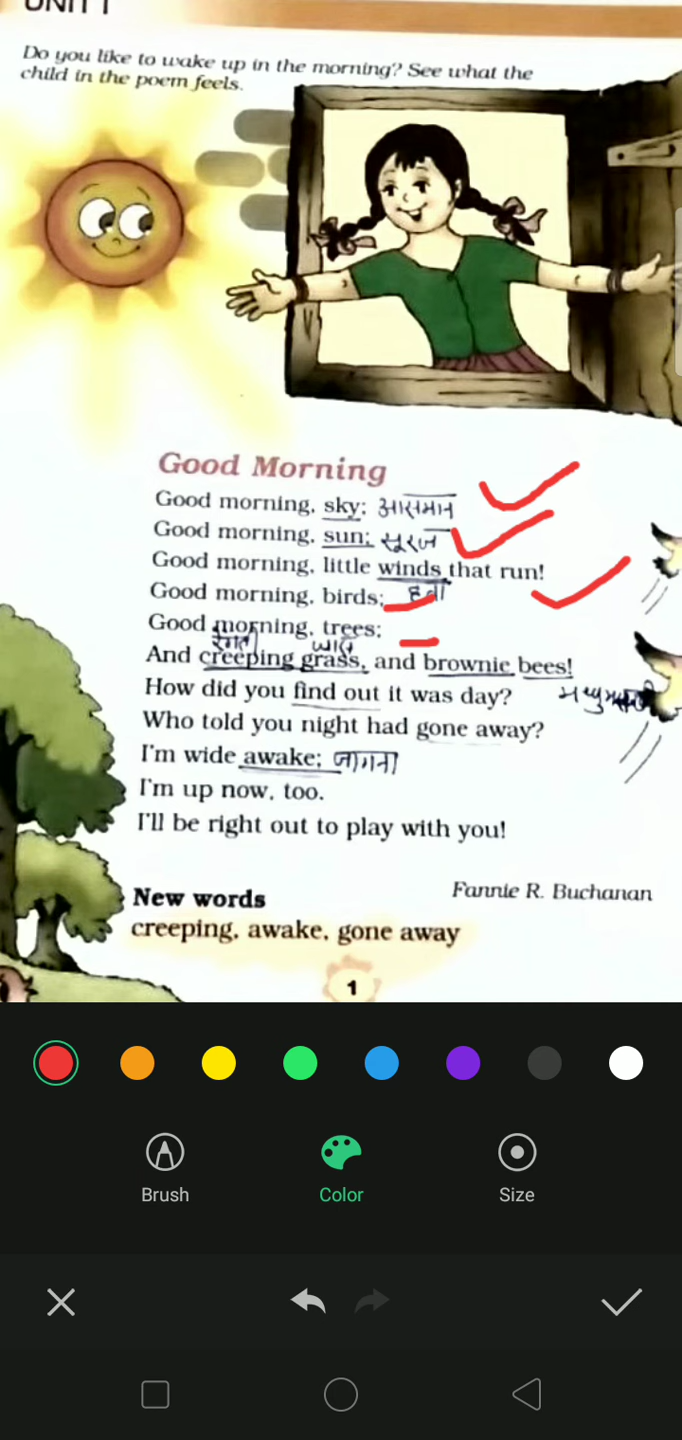 UNIT 1
Do you like to wake up in the morning? See what the
child in the poem feels.
Good Morning
Good morning, sky; आसमान
Good morning, sun; सूरज
Good morning, little winds that run!
Good morning, birds; हवा
Good morning, trees;
रेंगती घास
And creeping grass, and brownie bees!
How did you find out it was day?
Who told you night had gone away?
I'm wide awake; जागना
I'm up now, too.
I'll be right out to play with you!
Fannie R. Buchanan
New words
creeping, awake, gone away
1
Brush Color Size